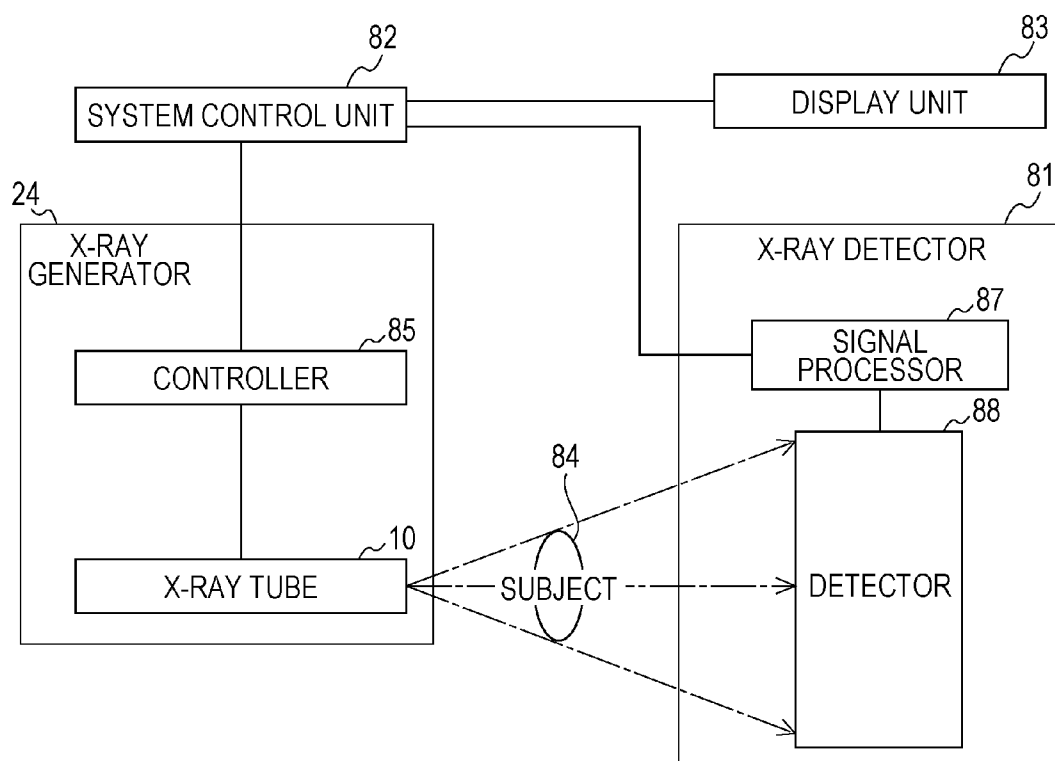 82
SYSTEM CONTROL UNIT
83
DISPLAY UNIT
24
X-RAY
GENERATOR
81
X-RAY DETECTOR
85
CONTROLLER
87
SIGNAL
PROCESSOR
88
84
10
X-RAY TUBE
SUBJECT
DETECTOR